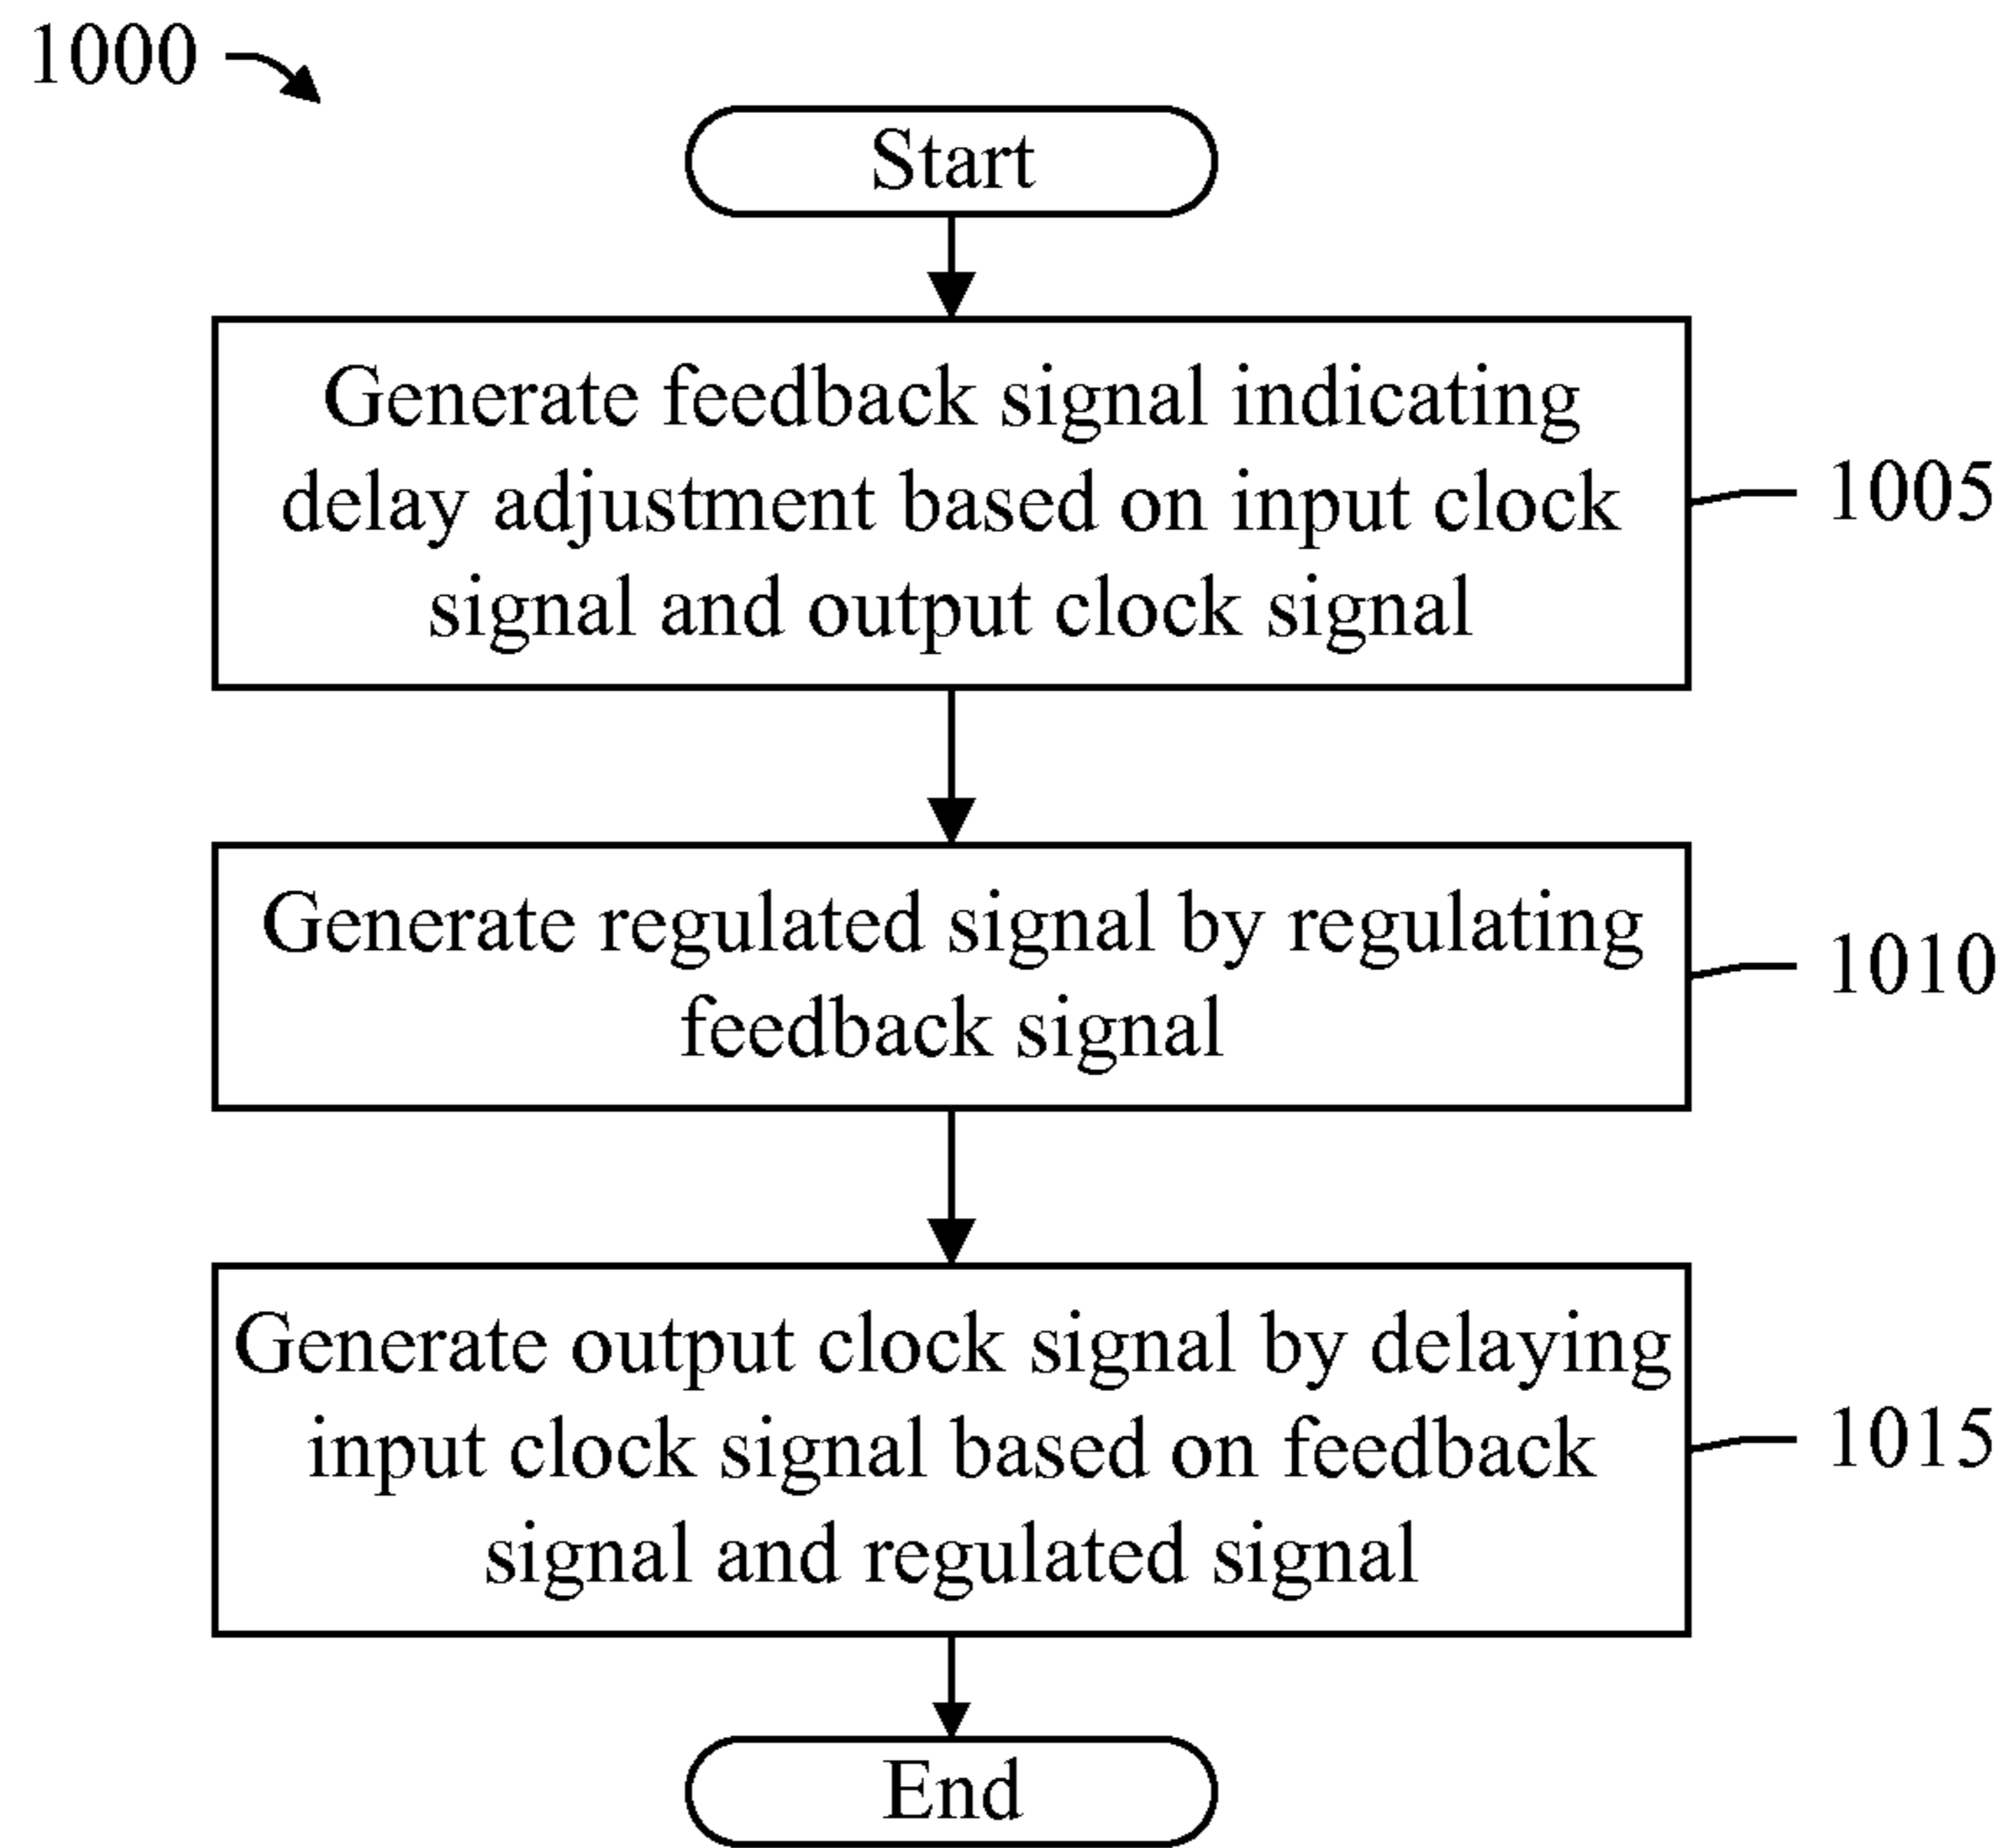 1000
Start
Generate feedback signal indicating
delay adjustment based on input clock
signal and output clock signal
1005
Generate regulated signal by regulating
feedback signal
1010
Generate output clock signal by delaying
input clock signal based on feedback
signal and regulated signal
1015
End